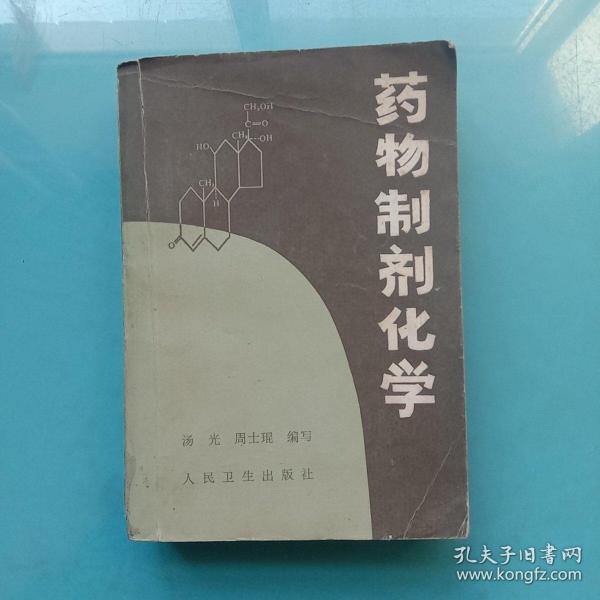 药物制剂化学
CH₂OH
C=O
CH₃
OH
HO
CH₃
H
O
汤光 周士琨 编写
人民卫生出版社
孔夫子旧书网
www.kongfz.com